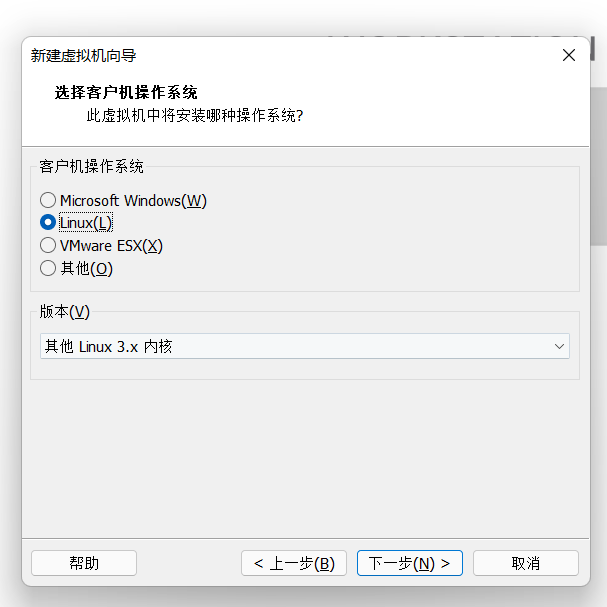 新建虚拟机向导
选择客户机操作系统
此虚拟机中将安装哪种操作系统?
客户机操作系统
Microsoft Windows(W)
Linux(L)
VMware ESX(X)
其他(O)
版本(V)
其他 Linux 3.x 内核
帮助
< 上一步(B)
下一步(N) >
取消